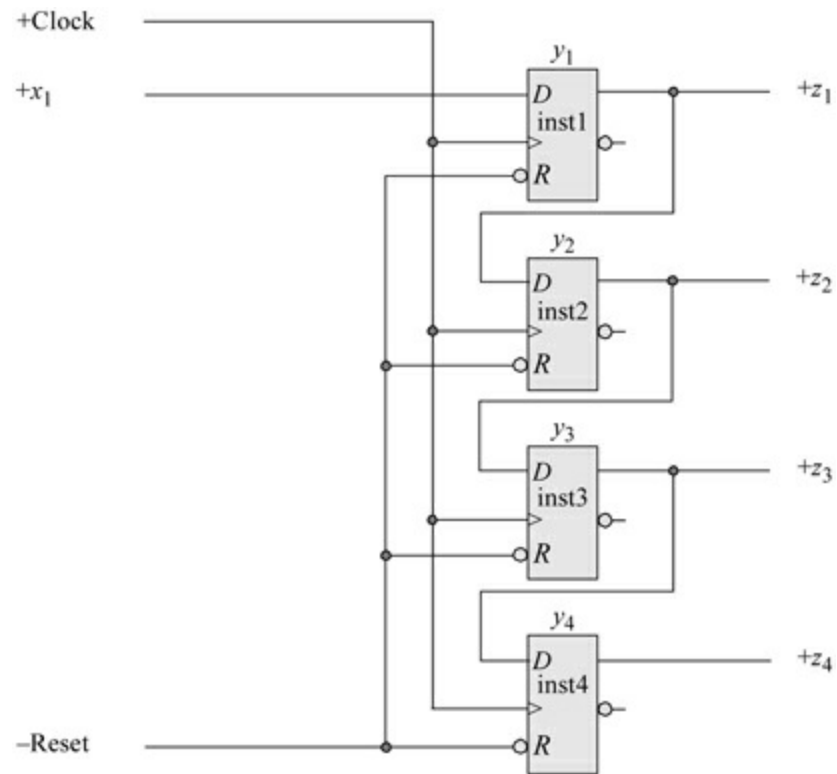 +Clock
+x₁
y₁
D
inst1
R
+z₁
y₂
D
inst2
R
+z₂
y₃
D
inst3
R
+z₃
y₄
D
inst4
R
+z₄
–Reset